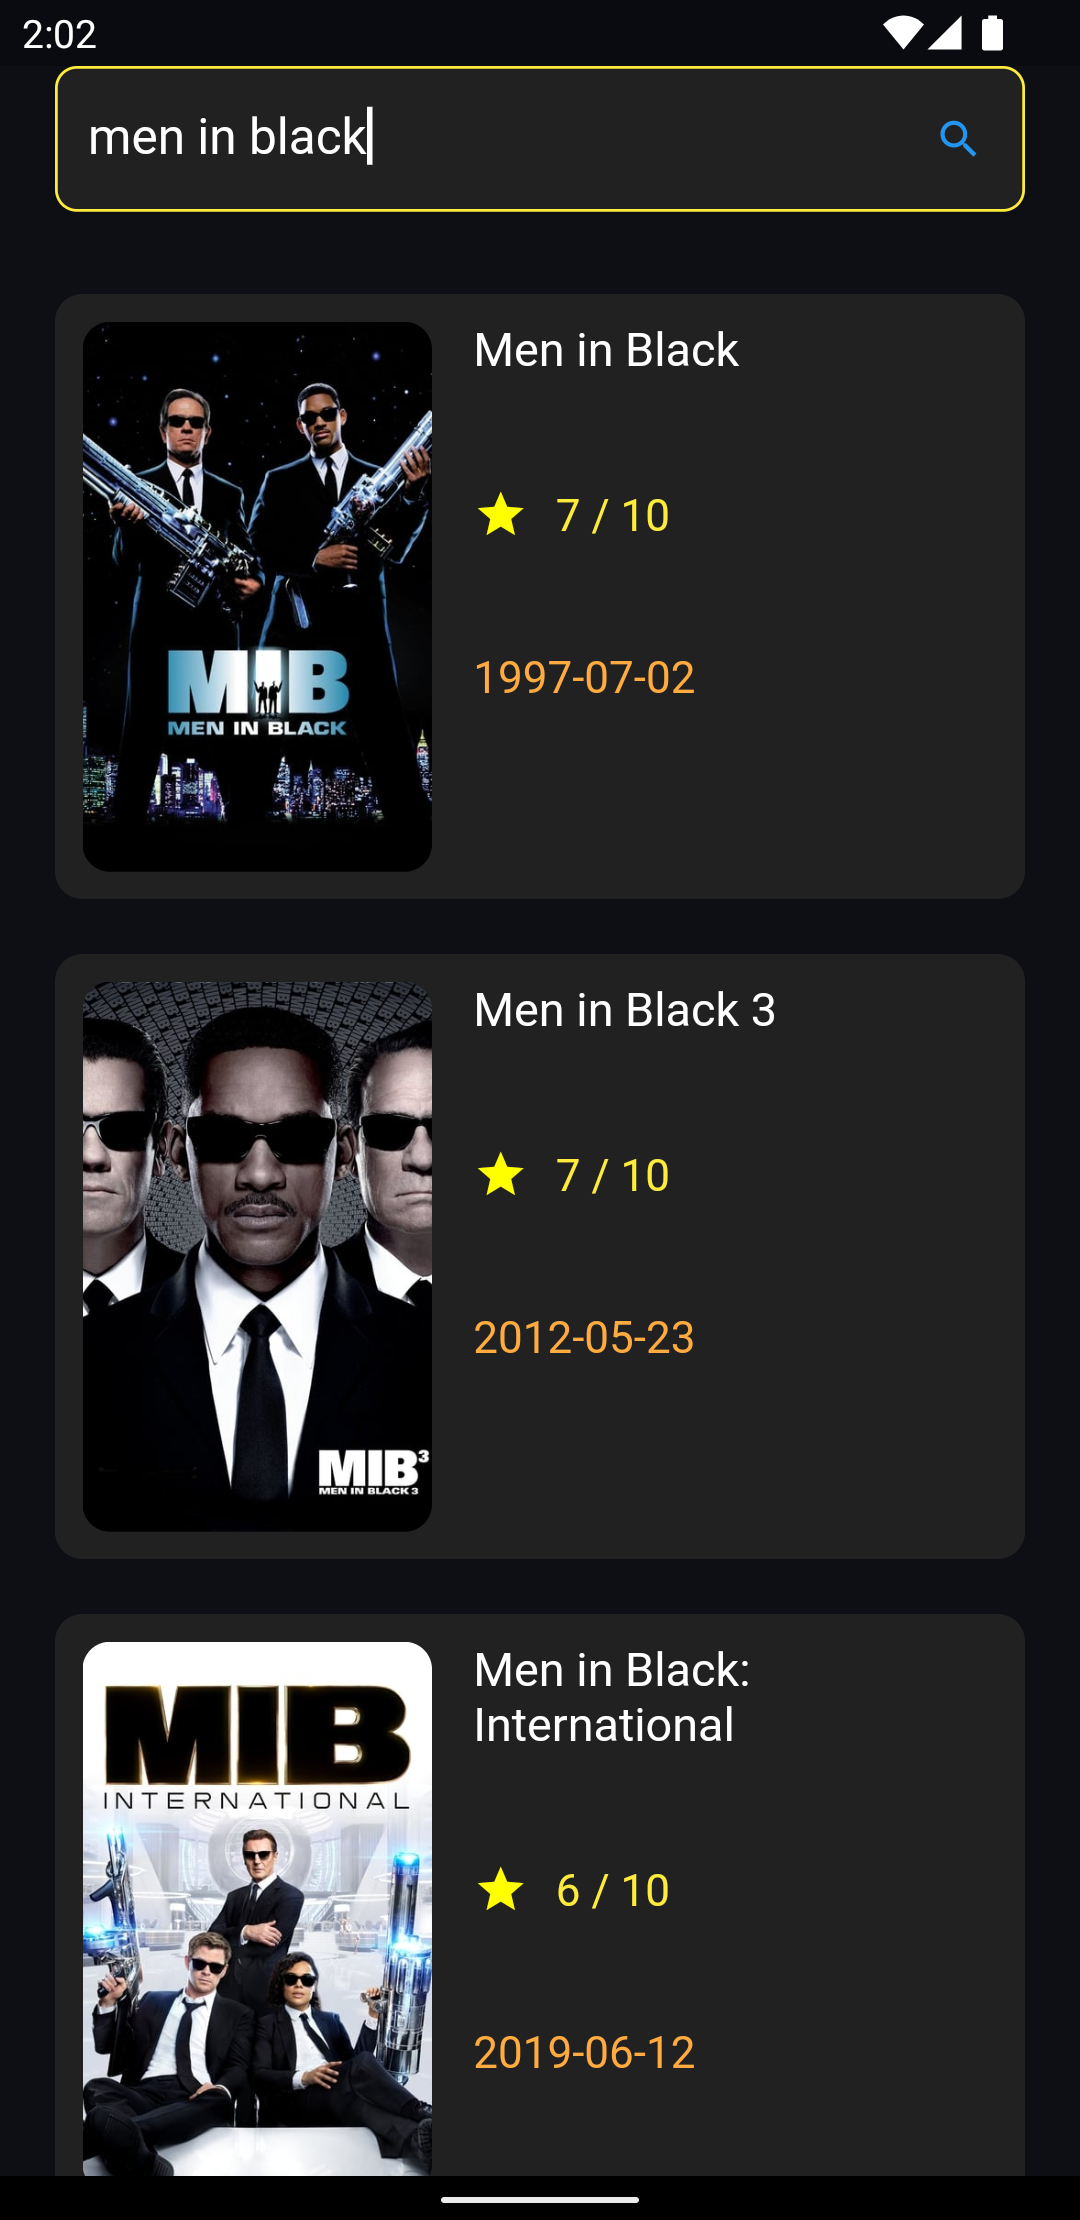 2:02
men in black
Men in Black
7 / 10
1997-07-02
MIB
MEN IN BLACK
Men in Black 3
7 / 10
2012-05-23
MIB³
MEN IN BLACK 3
Men in Black:
International
6 / 10
2019-06-12
MIB
INTERNATIONAL